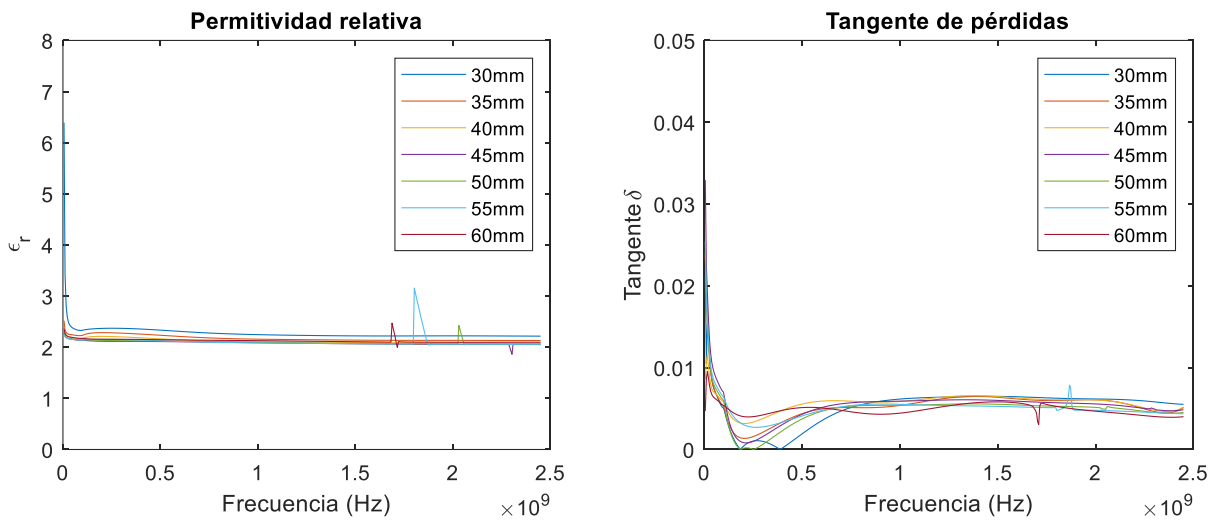 Permitividad relativa
8
7
6
5
4
3
2
1
0
ϵr
0 0.5 1 1.5 2 2.5
Frecuencia (Hz)
×10⁹
30mm
35mm
40mm
45mm
50mm
55mm
60mm
Tangente de pérdidas
0.05
0.04
0.03
0.02
0.01
0
Tangente δ
0 0.5 1 1.5 2 2.5
Frecuencia (Hz)
×10⁹
30mm
35mm
40mm
45mm
50mm
55mm
60mm